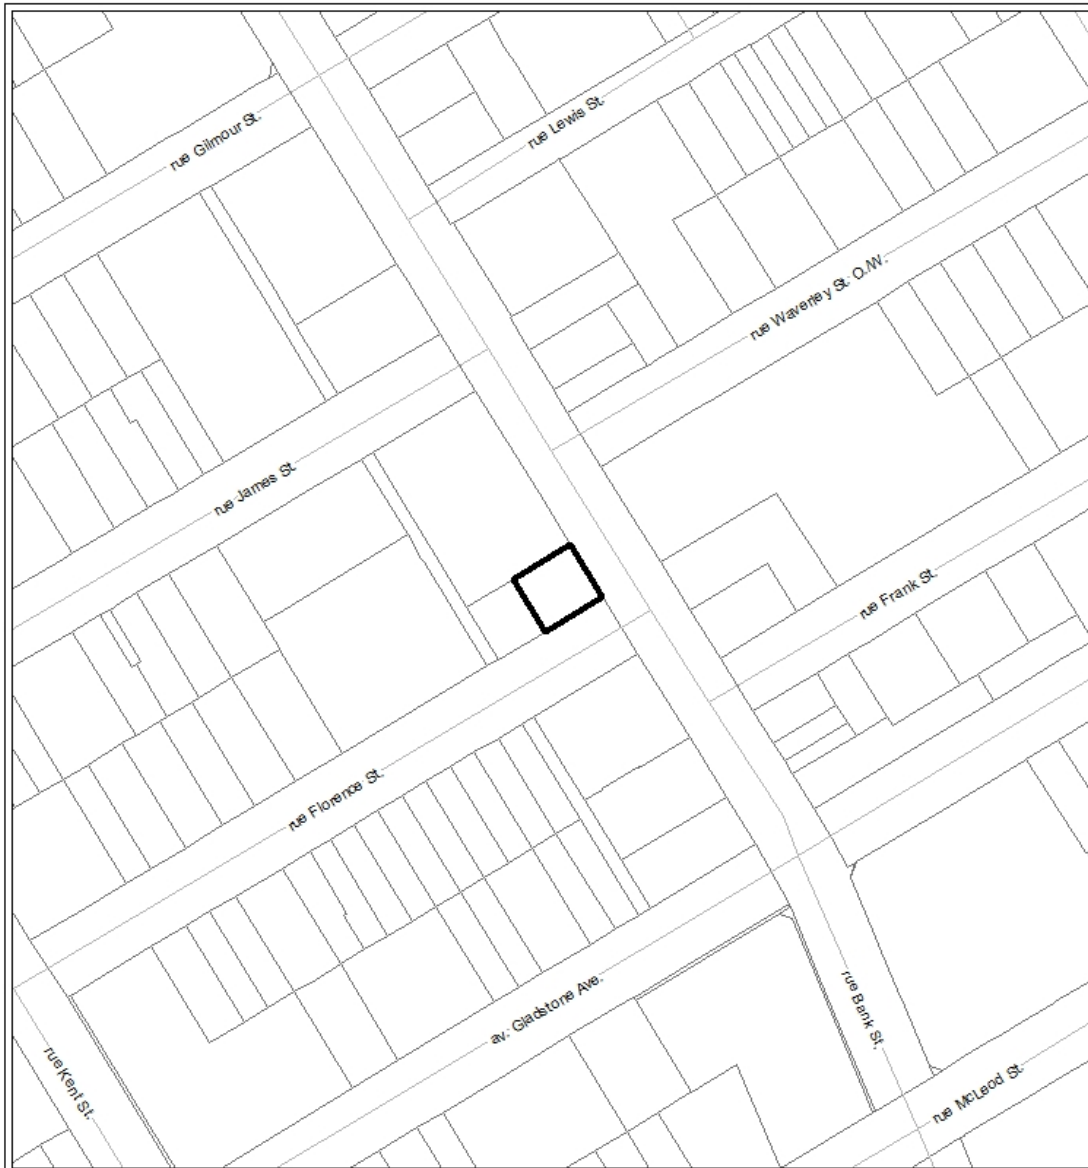 rue Lewis St.
rue Gilmour St.
rue Waverley St. O./W.
rue James St
rue Frank St.
rue Florence St.
av. Gladstone Ave.
rue Bank St.
rue Kent St.
rue McLeod St.